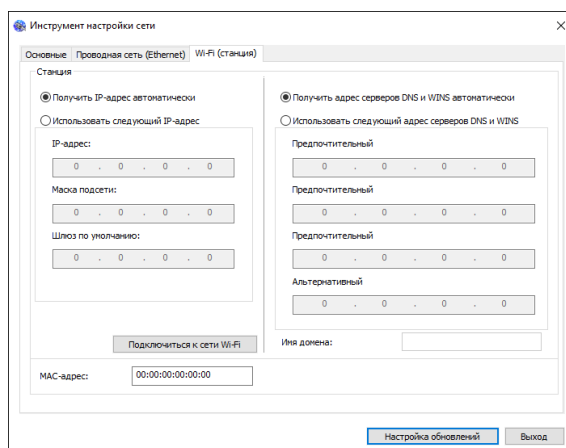 Инструмент настройки сети
Основные Проводная сеть (Ethernet) Wi-Fi (станция)
Станция
Получить IP-адрес автоматически
Использовать следующий IP-адрес
IP-адрес:
0 . 0 . 0 . 0
Маска подсети:
0 . 0 . 0 . 0
Шлюз по умолчанию:
0 . 0 . 0 . 0
Подключиться к сети Wi-Fi
Получить адрес серверов DNS и WINS автоматически
Использовать следующий адрес серверов DNS и WINS
Предпочтительный
0 . 0 . 0 . 0
Предпочтительный
0 . 0 . 0 . 0
Предпочтительный
0 . 0 . 0 . 0
Альтернативный
0 . 0 . 0 . 0
Имя домена:
MAC-адрес: 00:00:00:00:00:00
Настройка обновлений Выход